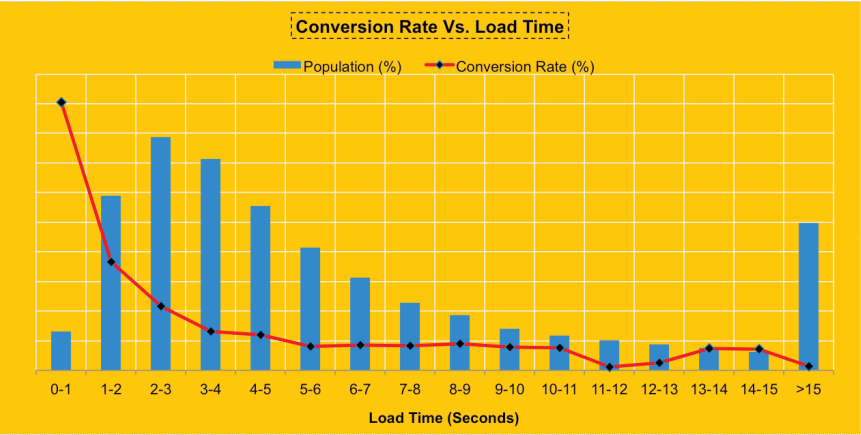 Conversion Rate Vs. Load Time
Population (%) Conversion Rate (%)
0-1 1-2 2-3 3-4 4-5 5-6 6-7 7-8 8-9 9-10 10-11 11-12 12-13 13-14 14-15 >15
Load Time (Seconds)